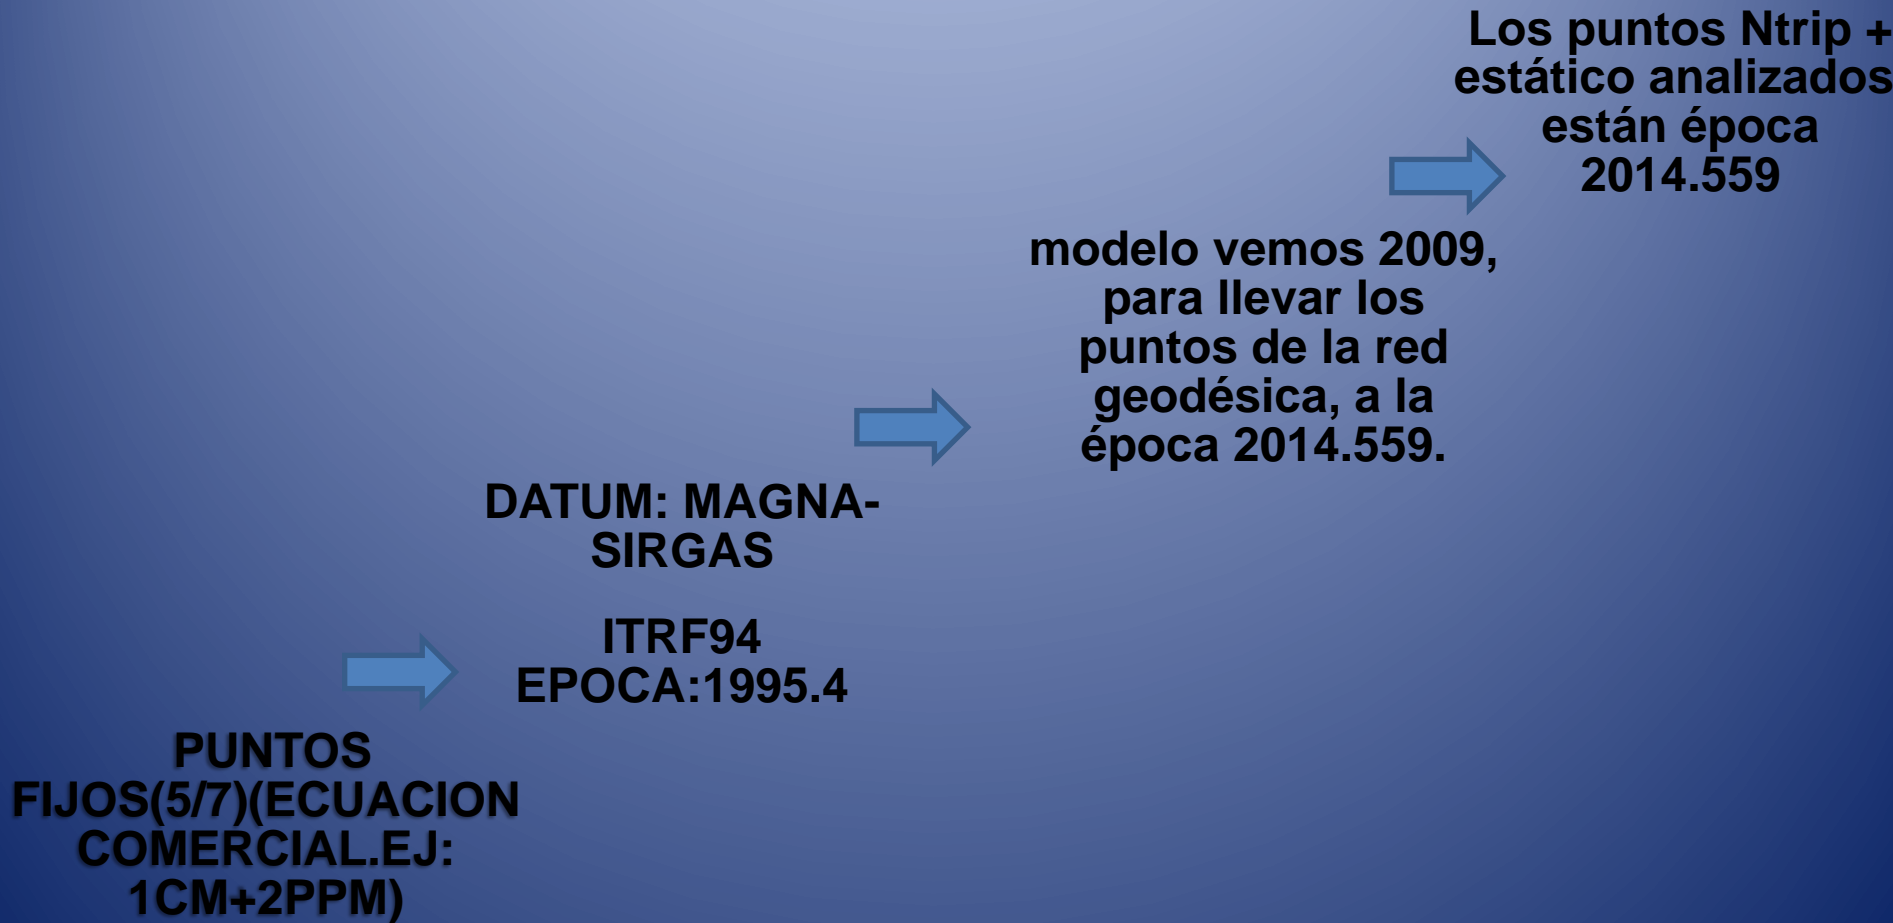 PUNTOS
FIJOS(5/7)(ECUACION
COMERCIAL.EJ:
1CM+2PPM)
DATUM: MAGNA-
SIRGAS
ITRF94
EPOCA:1995.4
modelo vemos 2009,
para llevar los
puntos de la red
geodésica, a la
época 2014.559.
Los puntos Ntrip +
estático analizados
están época
2014.559